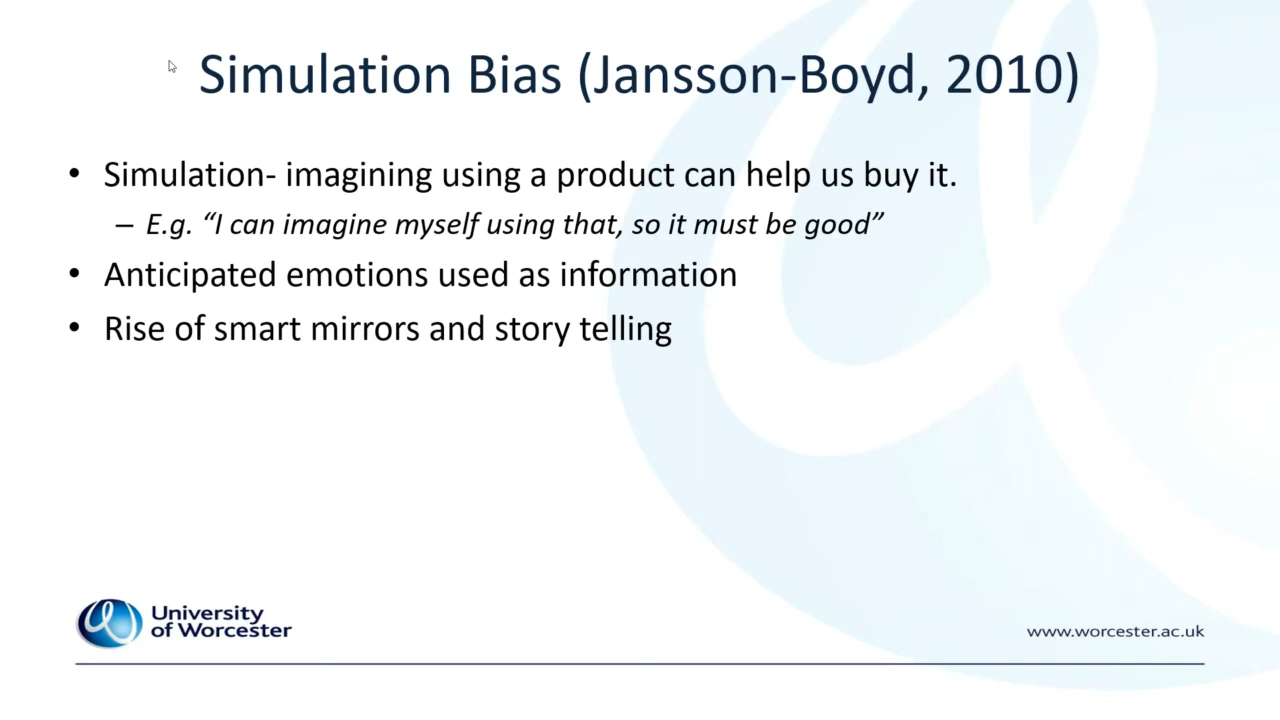 Simulation Bias (Jansson-Boyd, 2010)
• Simulation- imagining using a product can help us buy it.
– E.g. “I can imagine myself using that, so it must be good”
• Anticipated emotions used as information
• Rise of smart mirrors and story telling
University
of Worcester
www.worcester.ac.uk